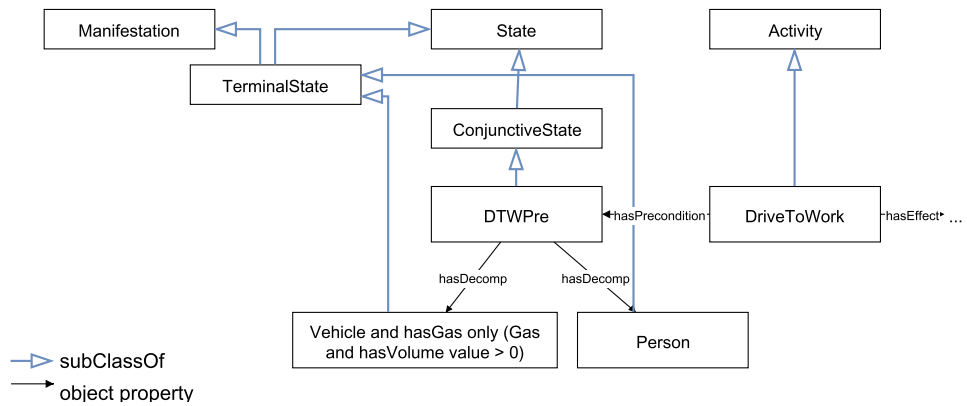 Manifestation
State
Activity
TerminalState
ConjunctiveState
DTWPre
hasPrecondition
DriveToWork
hasEffect
...
hasDecomp
hasDecomp
Vehicle and hasGas only (Gas
and hasVolume value > 0)
Person
subClassOf
object property